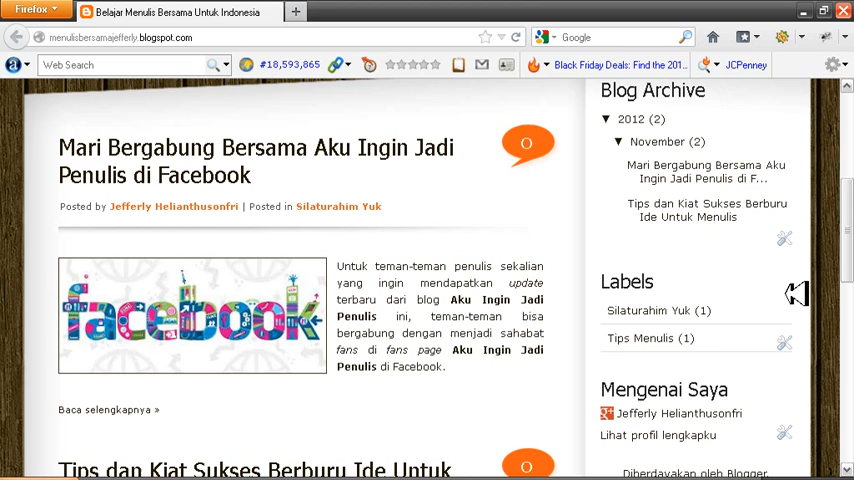 Firefox
Belajar Menulis Bersama Untuk Indonesia
menulisbersamajefferly.blogspot.com
Google
Web Search
#18,593,865
Black Friday Deals: Find the 201...
JCPenney
Mari Bergabung Bersama Aku Ingin Jadi
Penulis di Facebook
0
Posted by Jefferly Helianthusonfri | Posted in Silaturahim Yuk
facebook
Untuk teman-teman penulis sekalian
yang ingin mendapatkan update
terbaru dari blog Aku Ingin Jadi
Penulis ini, teman-teman bisa
bergabung dengan menjadi sahabat
fans di fans page Aku Ingin Jadi
Penulis di Facebook.
Baca selengkapnya »
Tips dan Kiat Sukses Berburu Ide Untuk
0
Blog Archive
▼ 2012 (2)
▼ November (2)
Mari Bergabung Bersama Aku
Ingin Jadi Penulis di F...
Tips dan Kiat Sukses Berburu
Ide Untuk Menulis
Labels
Silaturahim Yuk (1)
Tips Menulis (1)
Mengenai Saya
Jefferly Helianthusonfri
Lihat profil lengkapku
Diberdayakan oleh Blogger.